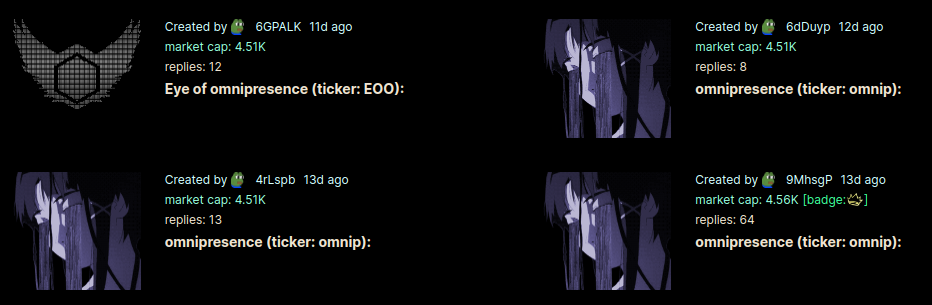 Created by 6GPALK 11d ago
market cap: 4.51K
replies: 12
Eye of omnipresence (ticker: EOO):
Created by 6dDuyp 12d ago
market cap: 4.51K
replies: 8
omnipresence (ticker: omnip):
Created by 4rLspb 13d ago
market cap: 4.51K
replies: 13
omnipresence (ticker: omnip):
Created by 9MhsgP 13d ago
market cap: 4.56K [badge:]
replies: 64
omnipresence (ticker: omnip):